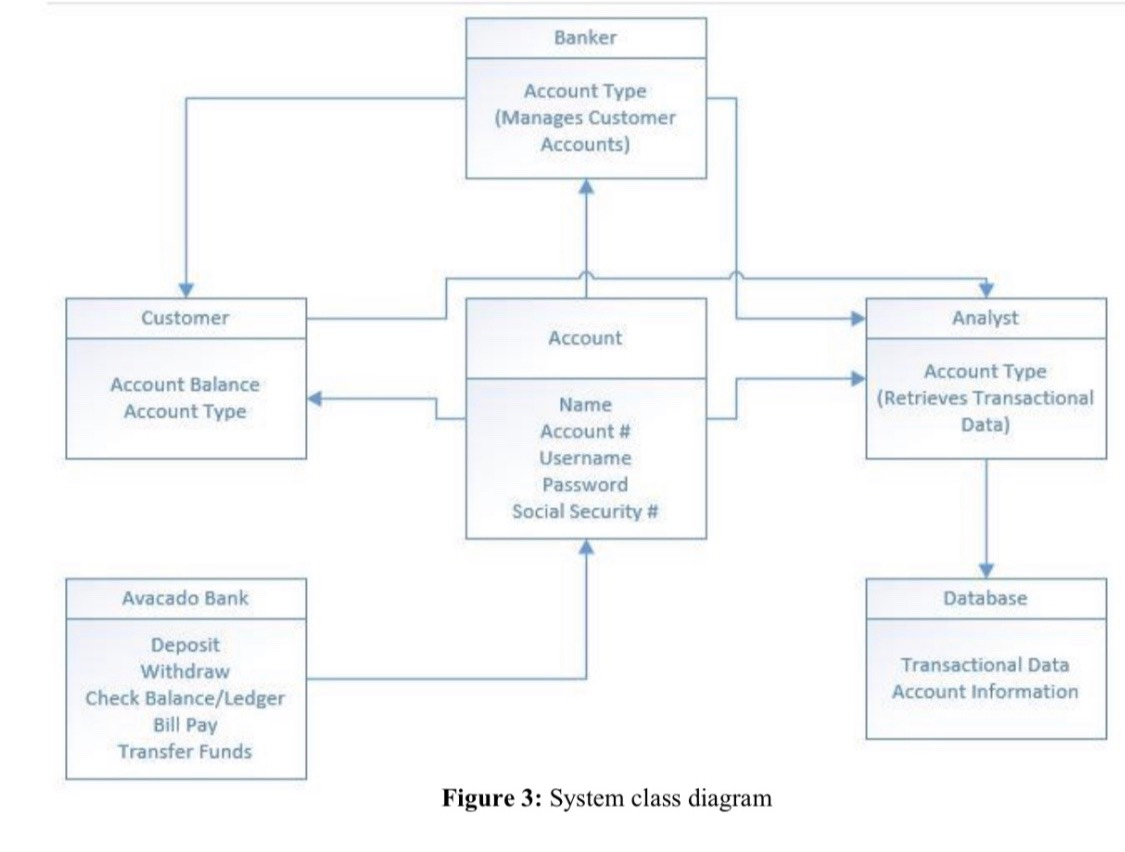 Banker
Account Type
(Manages Customer
Accounts)
Customer
Account Balance
Account Type
Account
Name
Account #
Username
Password
Social Security #
Analyst
Account Type
(Retrieves Transactional
Data)
Avacado Bank
Deposit
Withdraw
Check Balance/Ledger
Bill Pay
Transfer Funds
Database
Transactional Data
Account Information
Figure 3: System class diagram